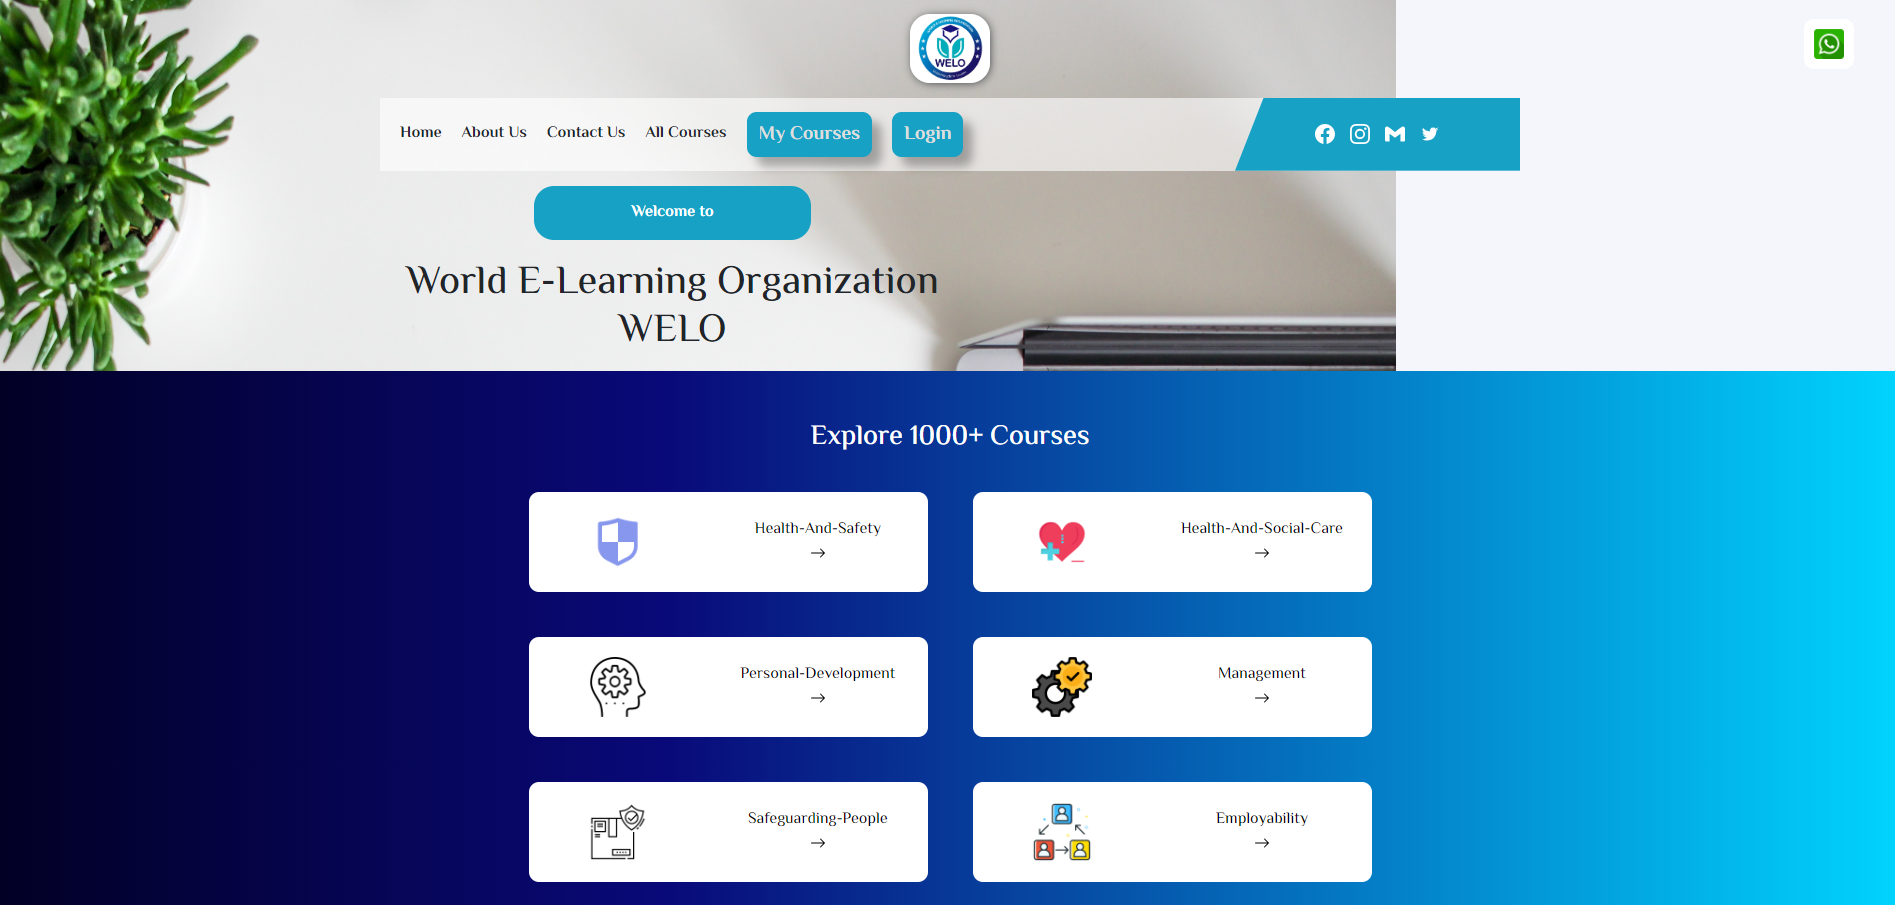 WELO
Home About Us Contact Us All Courses My Courses Login
Welcome to
World E-Learning Organization
WELO
Explore 1000+ Courses
Health-And-Safety
Health-And-Social-Care
Personal-Development
Management
Safeguarding-People
Employability